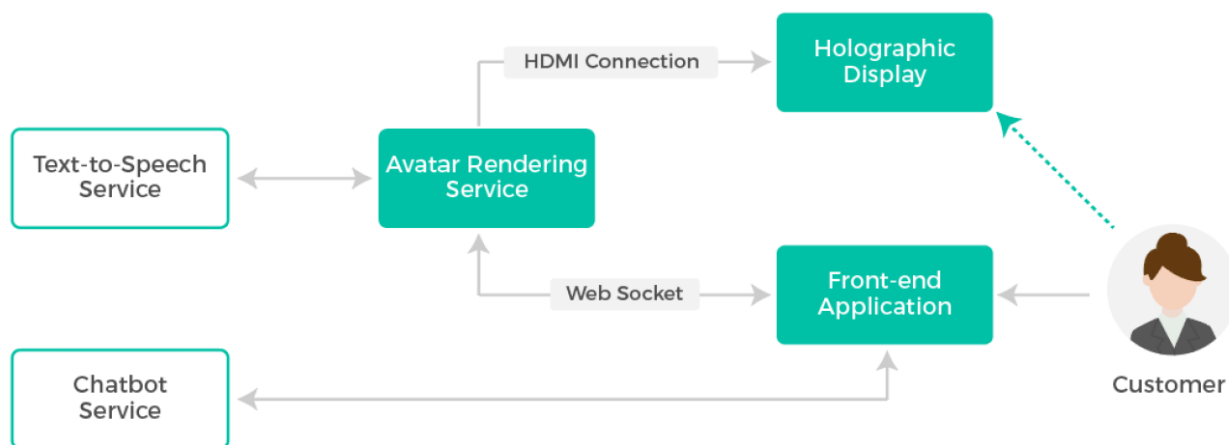 HDMI Connection
Holographic
Display
Text-to-Speech
Service
Avatar Rendering
Service
Web Socket
Front-end
Application
Chatbot
Service
Customer